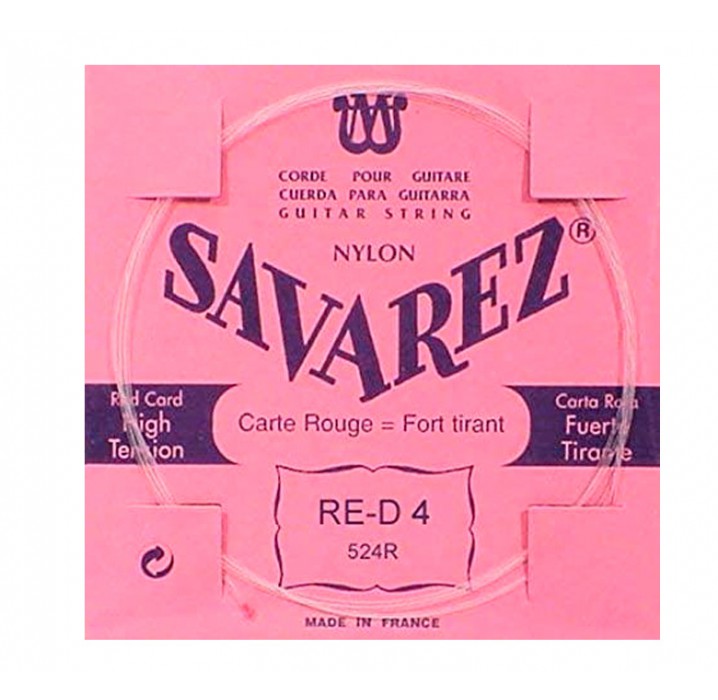 CORDE POUR GUITARE
CUERDA PARA GUITARRA
GUITAR STRING
NYLON
SAVAREZ®
Red Card
High
Tension
Carte Rouge = Fort tirant
Carta Roja
Fuerte
Tirante
RE-D 4
524R
MADE IN FRANCE